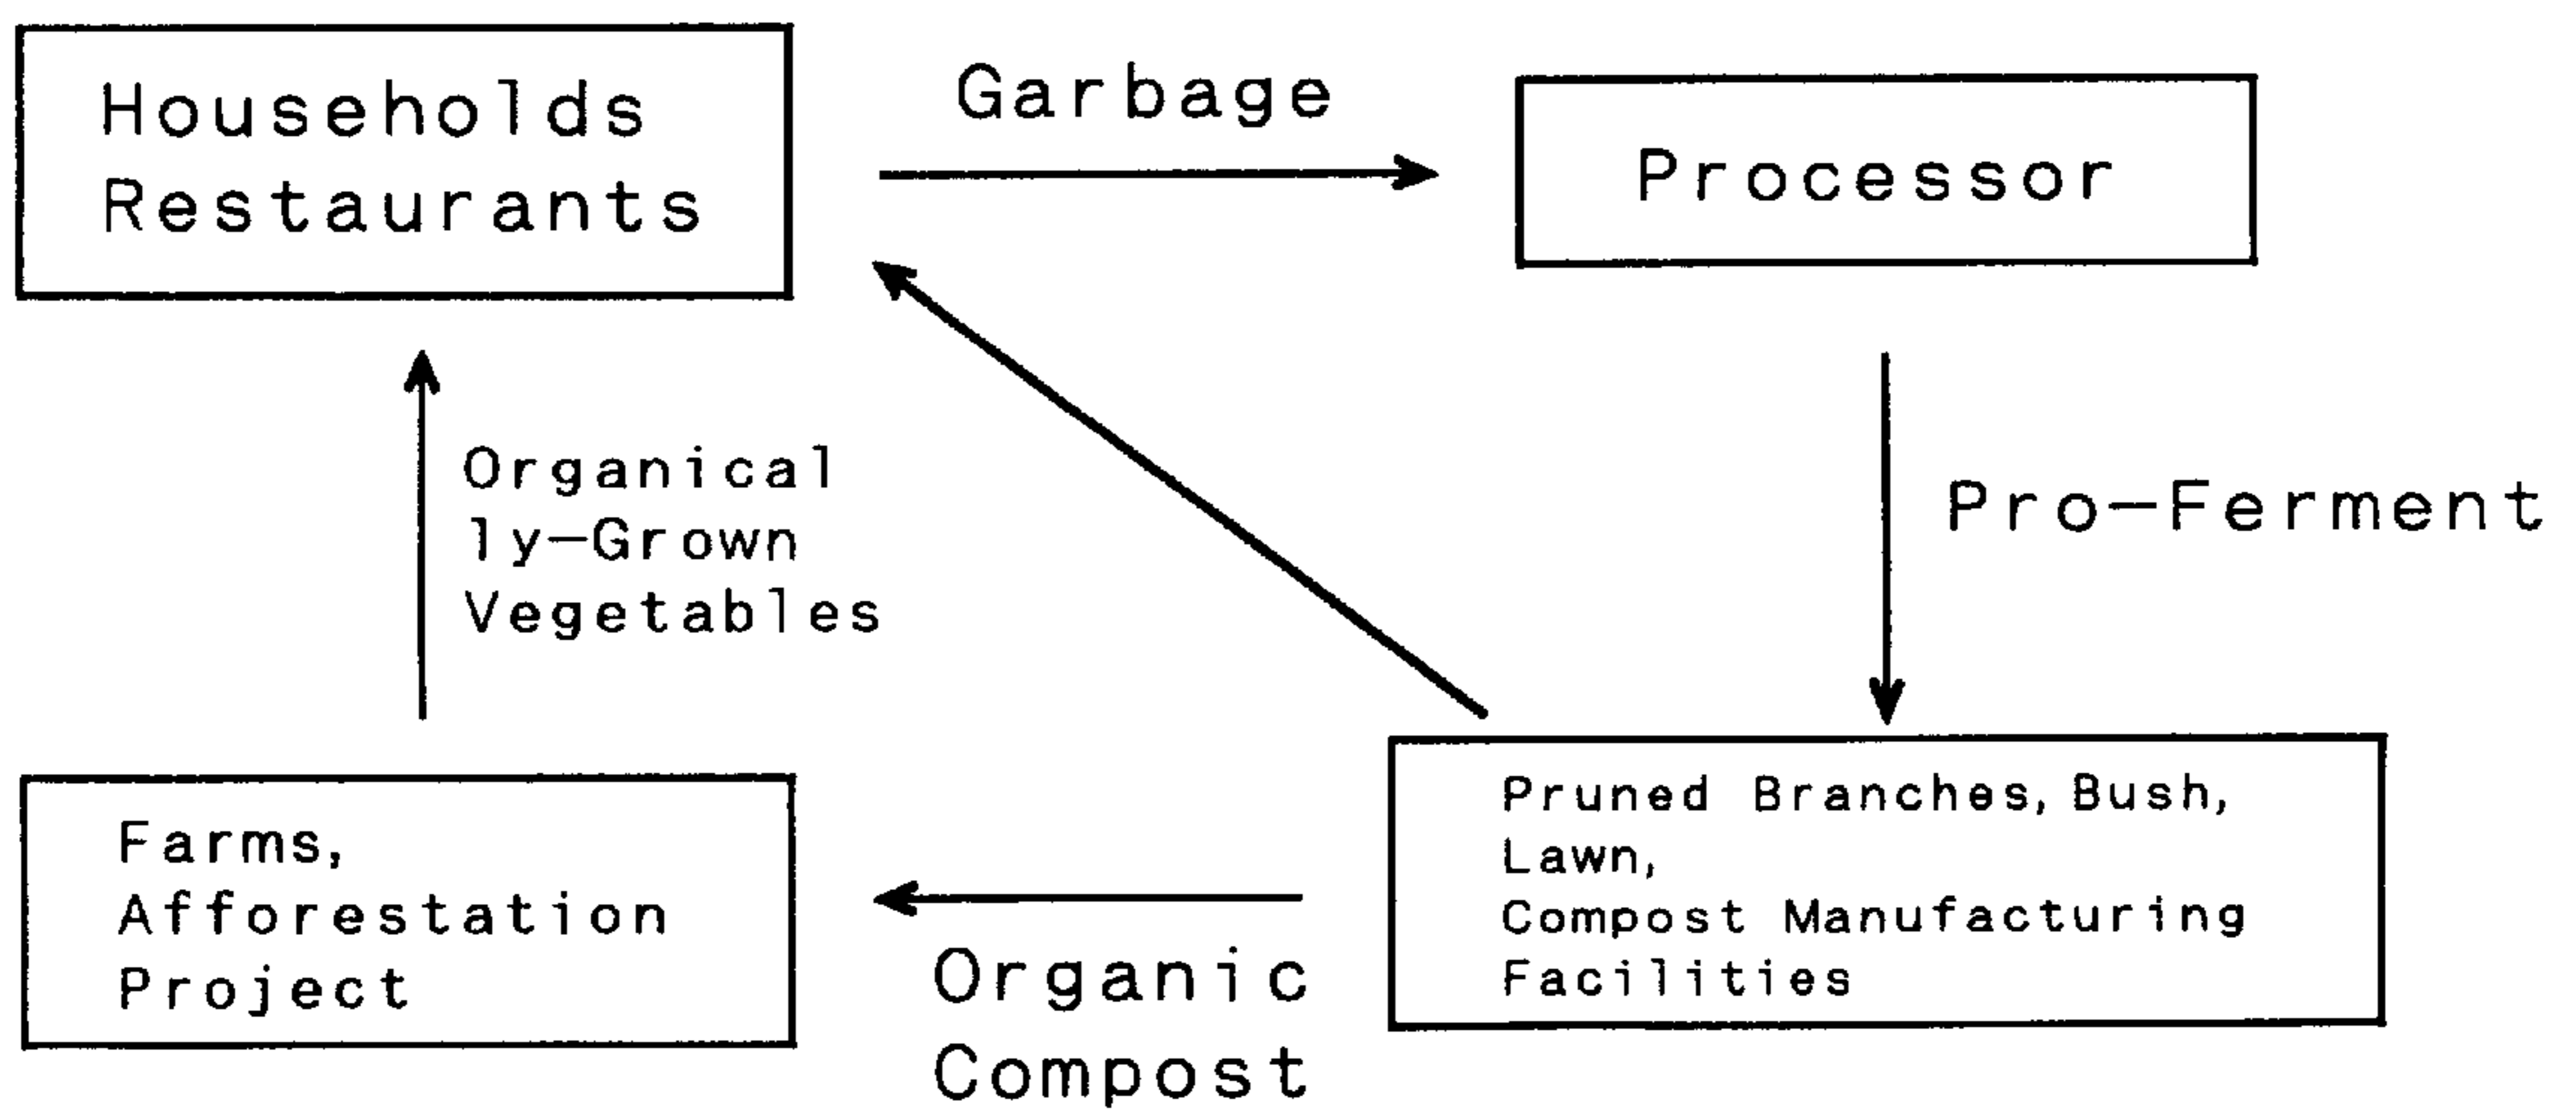 Households
Restaurants
Garbage
Processor
Organical
ly-Grown
Vegetables
Pro-Ferment
Farms,
Afforestation
Project
Organic
Compost
Pruned Branches, Bush,
Lawn,
Compost Manufacturing
Facilities